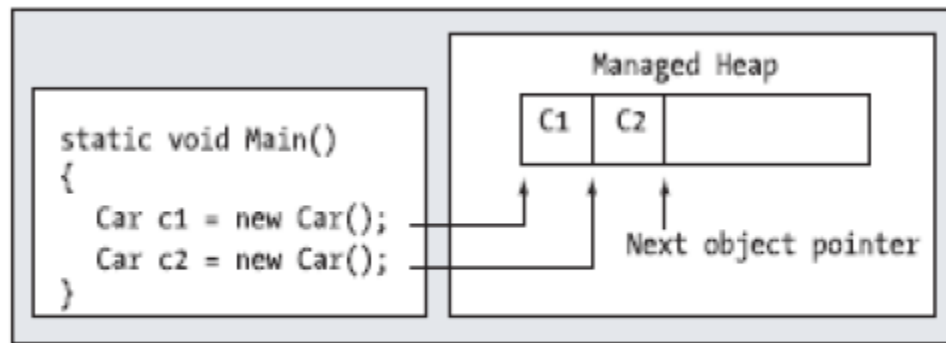 static void Main()
{
Car c1 = new Car();
Car c2 = new Car();
}
Managed Heap
C1 C2
Next object pointer